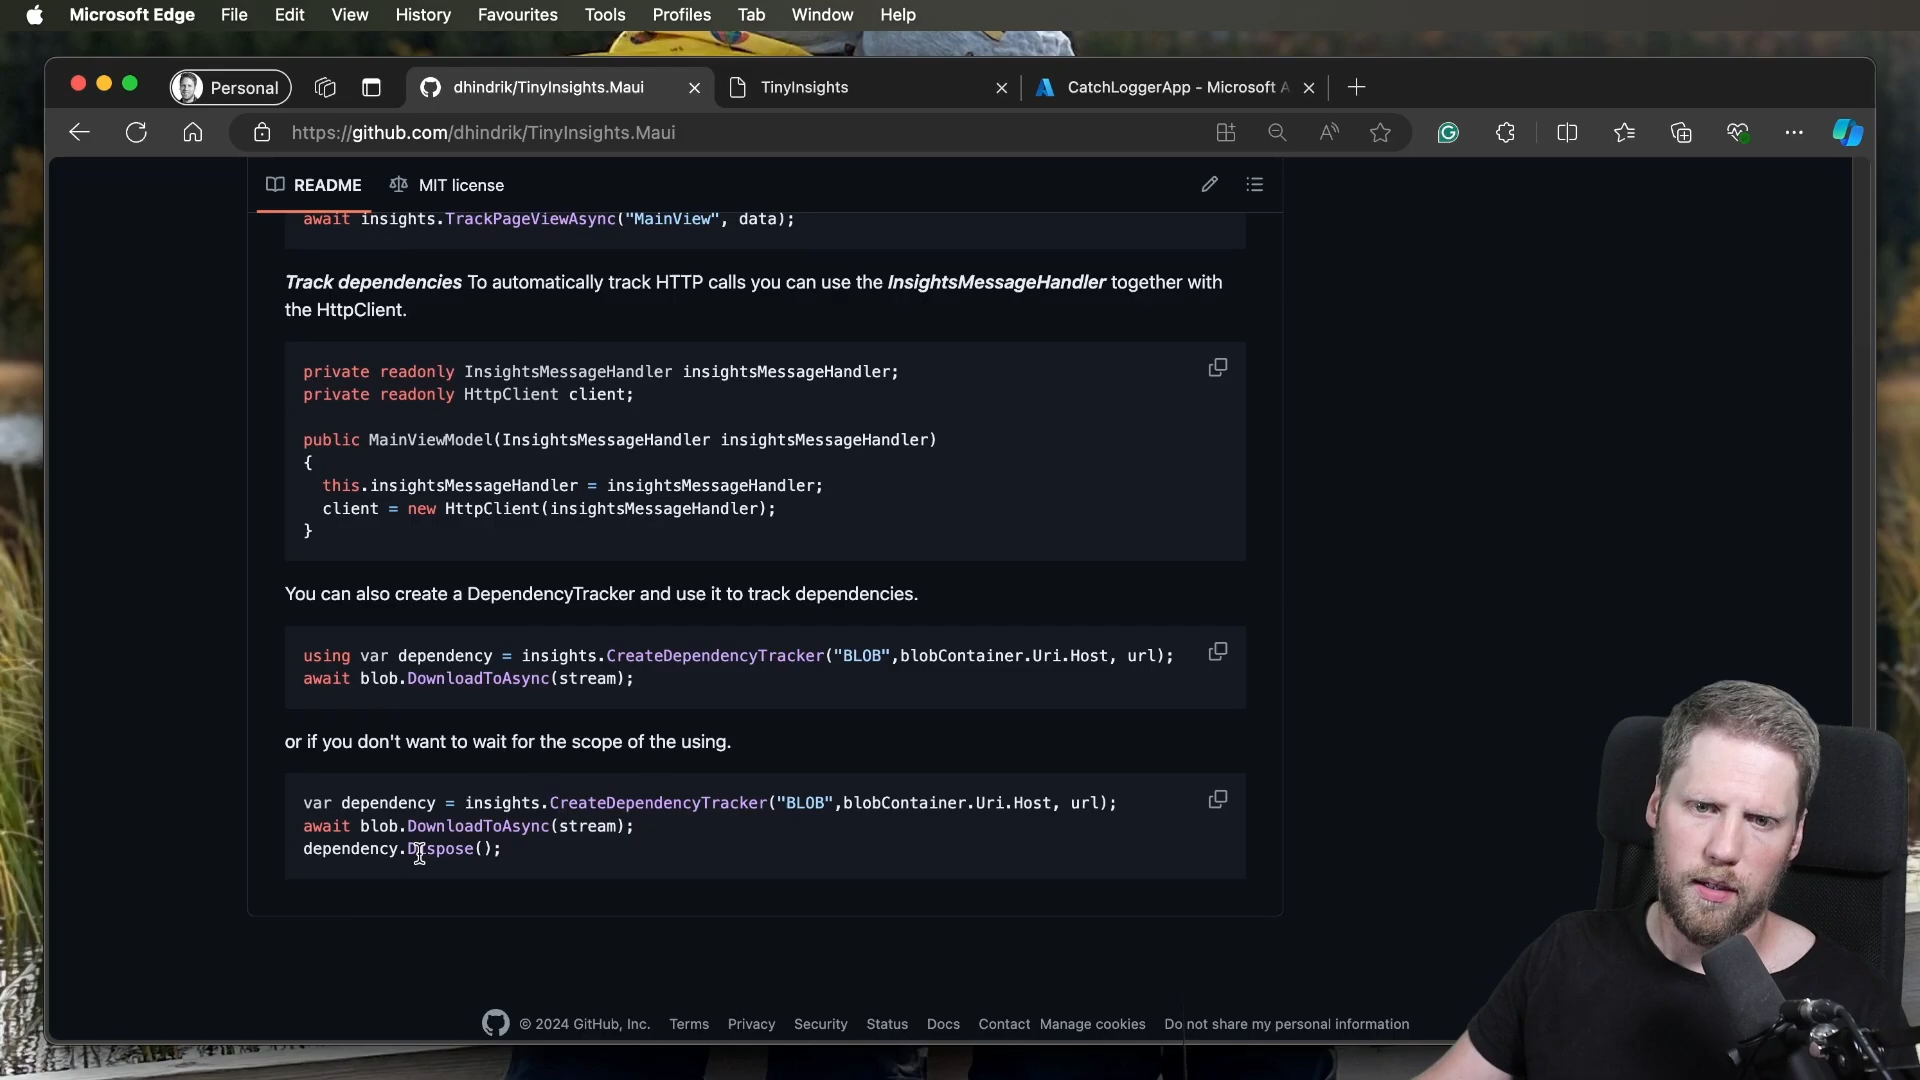 Microsoft Edge File Edit View History Favourites Tools Profiles Tab Window Help
Personal dhindrik/TinyInsights.Maui TinyInsights CatchLoggerApp - Microsoft A
https://github.com/dhindrik/TinyInsights.Maui
README MIT license
await insights.TrackPageViewAsync("MainView", data);
Track dependencies To automatically track HTTP calls you can use the InsightsMessageHandler together with
the HttpClient.
private readonly InsightsMessageHandler insightsMessageHandler;
private readonly HttpClient client;
public MainViewModel(InsightsMessageHandler insightsMessageHandler)
{
this.insightsMessageHandler = insightsMessageHandler;
client = new HttpClient(insightsMessageHandler);
}
You can also create a DependencyTracker and use it to track dependencies.
using var dependency = insights.CreateDependencyTracker("BLOB",blobContainer.Uri.Host, url);
await blob.DownloadToAsync(stream);
or if you don't want to wait for the scope of the using.
var dependency = insights.CreateDependencyTracker("BLOB",blobContainer.Uri.Host, url);
await blob.DownloadToAsync(stream);
dependency.Dispose();
© 2024 GitHub, Inc. Terms Privacy Security Status Docs Contact Manage cookies Do not share my personal information